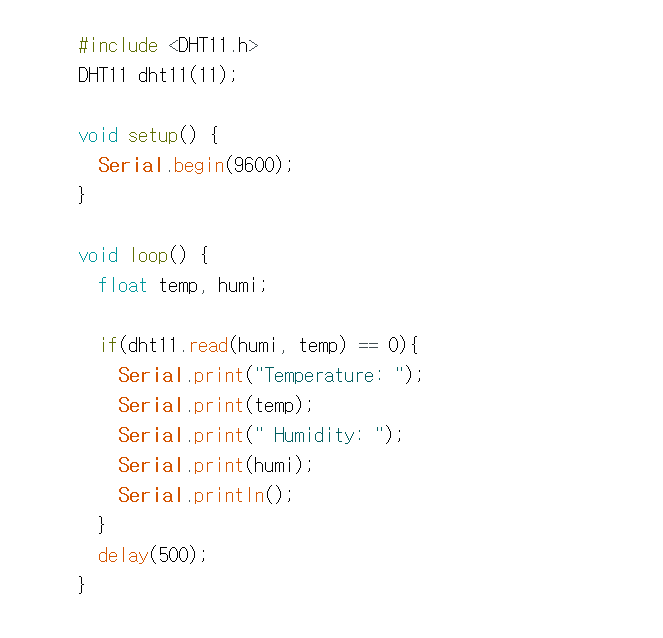 #include <DHT11.h>
DHT11 dht11(11);
void setup() {
  Serial.begin(9600);
}
void loop() {
  float temp, humi;
  if(dht11.read(humi, temp) == 0){
    Serial.print("Temperature: ");
    Serial.print(temp);
    Serial.print(" Humidity: ");
    Serial.print(humi);
    Serial.println();
  }
  delay(500);
}